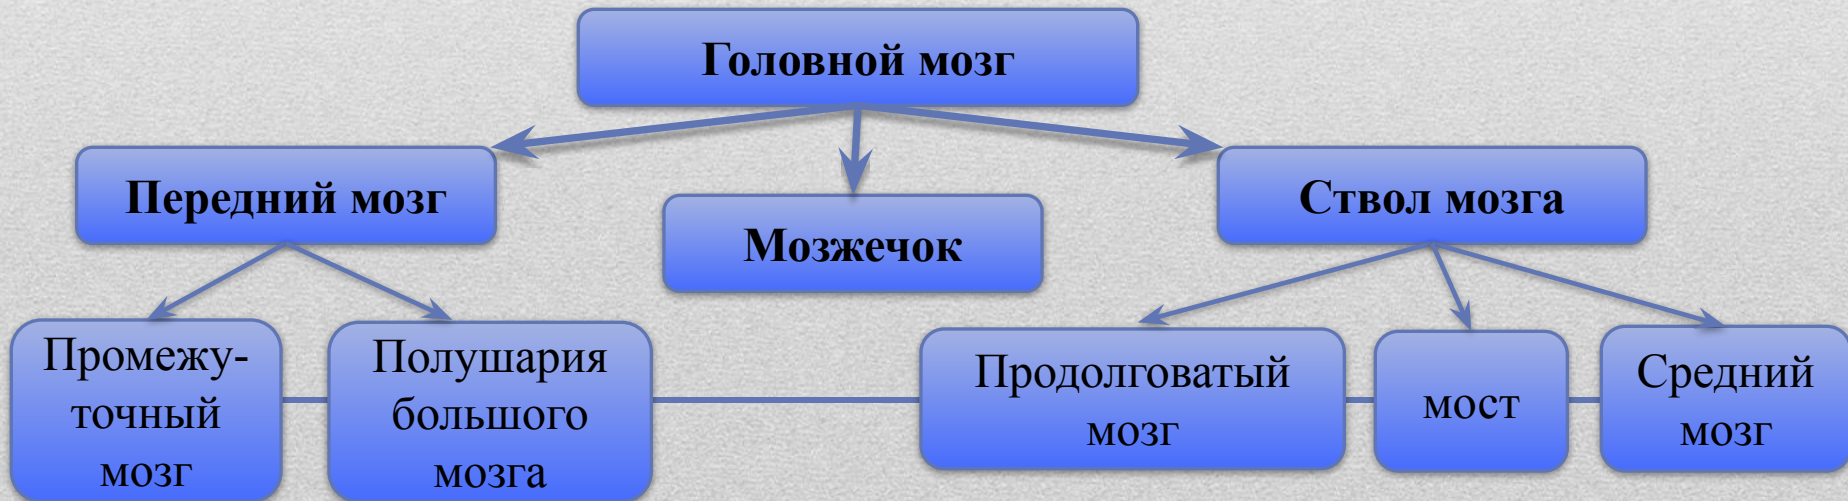 Головной мозг
Передний мозг
Мозжечок
Ствол мозга
Промежу-
точный
мозг
Полушария
большого
мозга
Продолговатый
мозг
мост
Средний
мозг